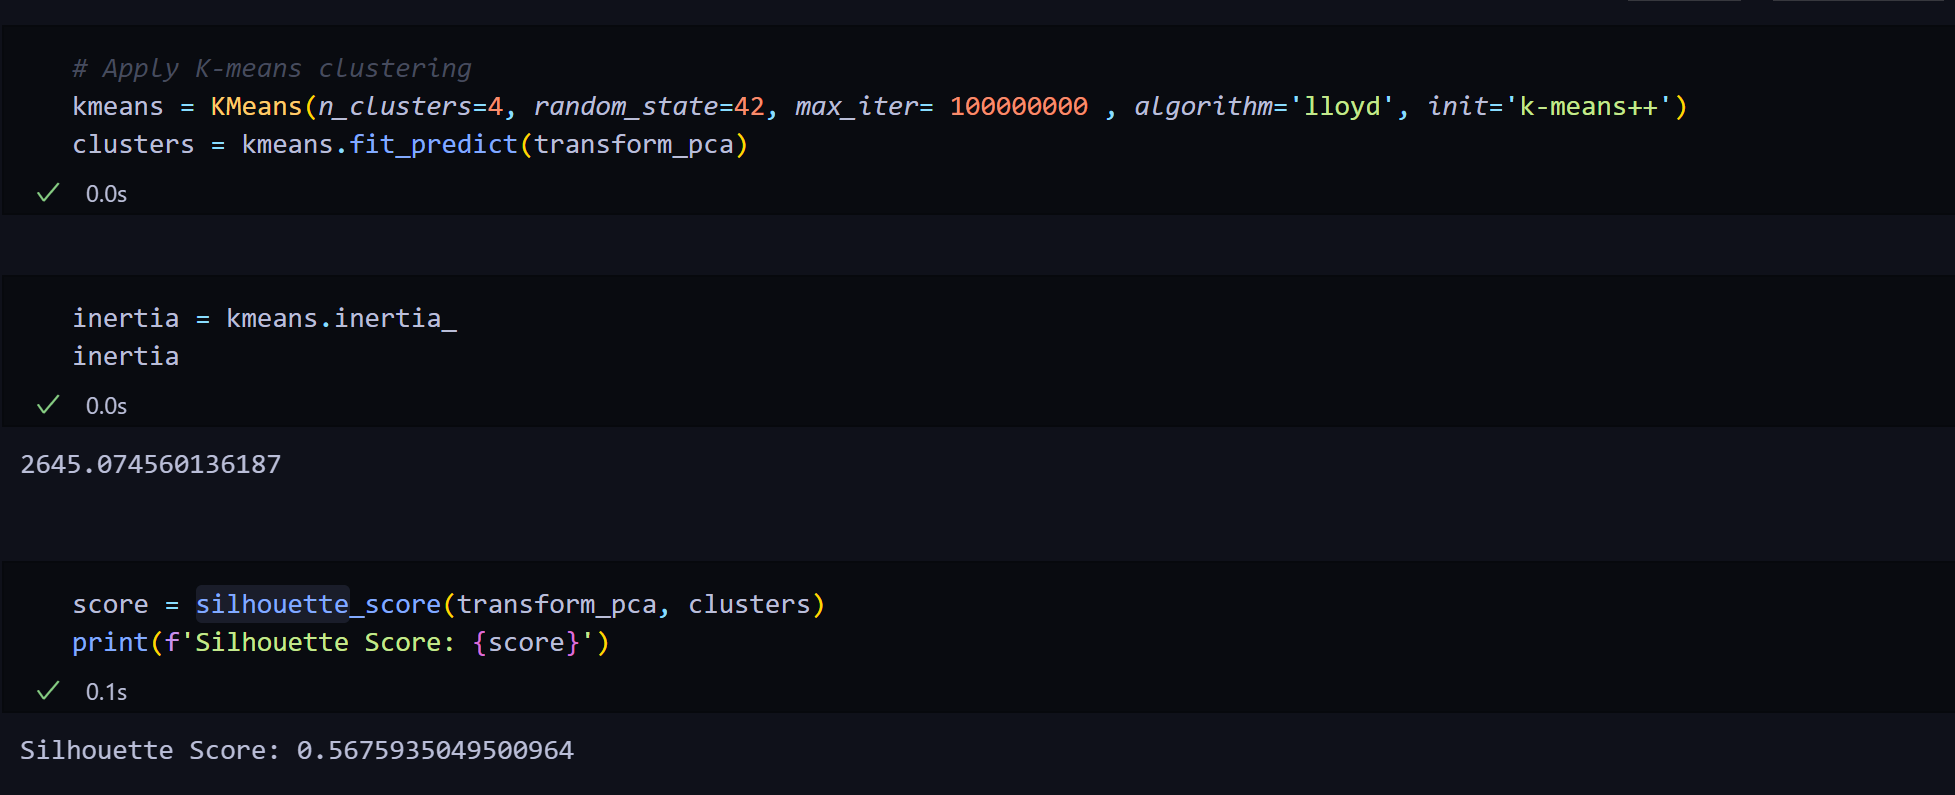 # Apply K-means clustering
kmeans = KMeans(n_clusters=4, random_state=42, max_iter= 100000000 , algorithm='lloyd', init='k-means++')
clusters = kmeans.fit_predict(transform_pca)
0.0s
inertia = kmeans.inertia_
inertia
0.0s
2645.074560136187
score = silhouette_score(transform_pca, clusters)
print(f'Silhouette Score: {score}')
0.1s
Silhouette Score: 0.5675935049500964